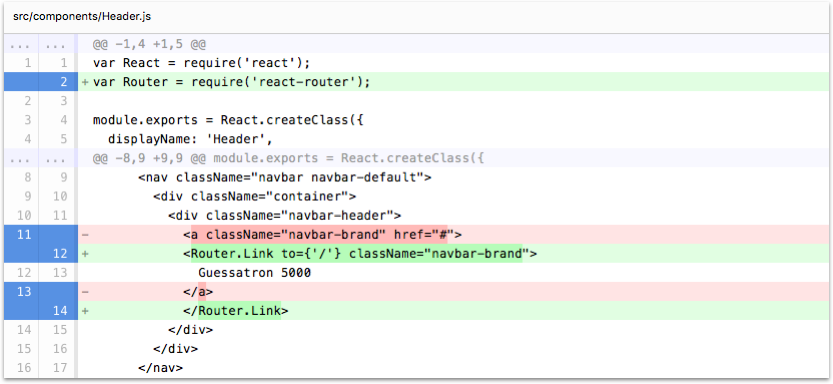 src/components/Header.js
... ... @@ -1,4 +1,5 @@
1 1 var React = require('react');
2 + var Router = require('react-router');
2 3
3 4 module.exports = React.createClass({
4 5 displayName: 'Header',
... ... @@ -8,9 +9,9 @@ module.exports = React.createClass({
8 9 <nav className="navbar navbar-default">
9 10 <div className="container">
10 11 <div className="navbar-header">
11 - <a className="navbar-brand" href="#">
12 + <Router.Link to={'/'} className="navbar-brand">
12 13 Guessatron 5000
13 - </a>
14 + </Router.Link>
14 15 </div>
15 16 </div>
16 17 </nav>